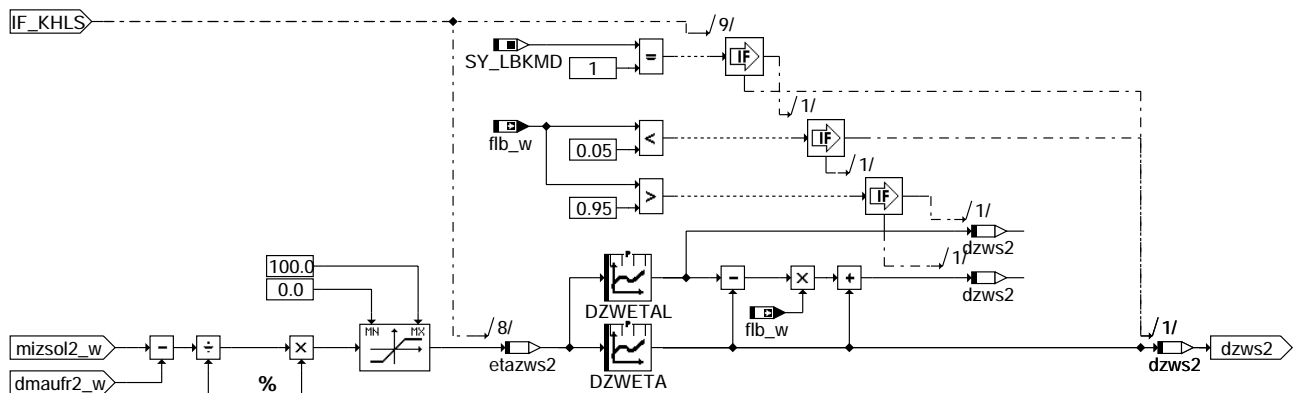 IF_KHLS
/9/
SY_LBKMD
1
=
IF
/1/
flb_w
0.05
<
IF
/1/
0.95
>
IF
/1/
dzws2
/1/
100.0
0.0
DZWETAL
-
×
+
dzws2
flb_w
MN MX
/8/
/1/
mizsol2_w
-
÷
×
etazws2
DZWETA
dzws2
dzws2
dmaufr2_w
%